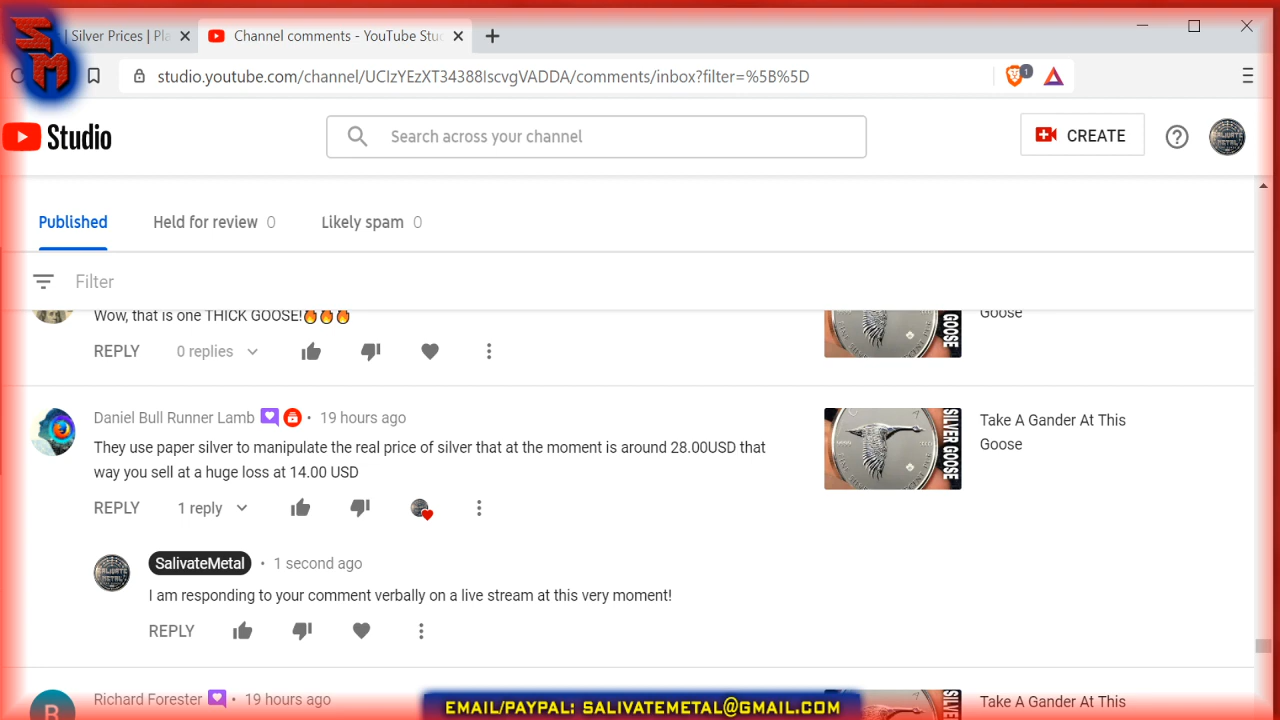 SM
Silver Prices | Pla
Channel comments - YouTube Stu
studio.youtube.com/channel/UCIzYEzXT34388IscvgVADDA/comments/inbox?filter=%5B%5D
1
Studio
Search across your channel
CREATE
Published
Held for review 0
Likely spam 0
Filter
Wow, that is one THICK GOOSE!🔥🔥🔥
Goose
GOOSE
REPLY
0 replies
Daniel Bull Runner Lamb • 19 hours ago
They use paper silver to manipulate the real price of silver that at the moment is around 28.00USD that
way you sell at a huge loss at 14.00 USD
SILVER GOOSE
Take A Gander At This
Goose
REPLY
1 reply
SalivateMetal • 1 second ago
I am responding to your comment verbally on a live stream at this very moment!
REPLY
R
Richard Forester • 19 hours ago
Take A Gander At This
EMAIL/PAYPAL: SALIVATEMETAL@GMAIL.COM